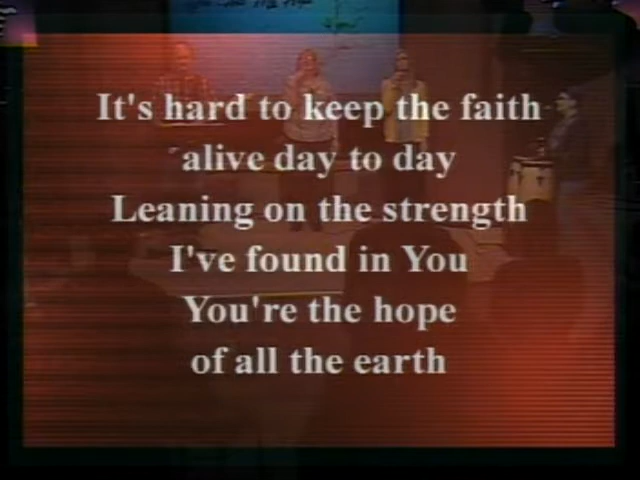 It's hard to keep the faith
alive day to day
Leaning on the strength
I've found in You
You're the hope
of all the earth